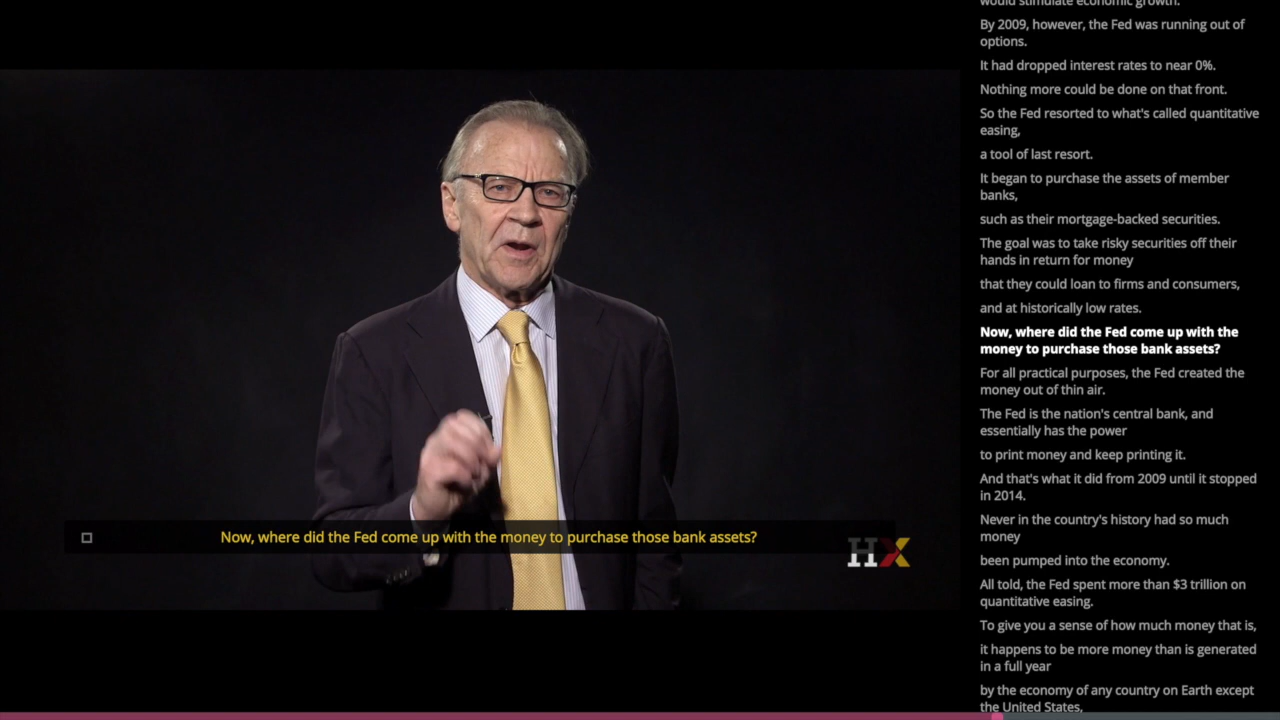 would stimulate economic growth.
By 2009, however, the Fed was running out of
options.
It had dropped interest rates to near 0%.
Nothing more could be done on that front.
So the Fed resorted to what's called quantitative
easing,
a tool of last resort.
It began to purchase the assets of member
banks,
such as their mortgage-backed securities.
The goal was to take risky securities off their
hands in return for money
that they could loan to firms and consumers,
and at historically low rates.
Now, where did the Fed come up with the
money to purchase those bank assets?
For all practical purposes, the Fed created the
money out of thin air.
The Fed is the nation's central bank, and
essentially has the power
to print money and keep printing it.
And that's what it did from 2009 until it stopped
in 2014.
Never in the country's history had so much
money
been pumped into the economy.
All told, the Fed spent more than $3 trillion on
quantitative easing.
To give you a sense of how much money that is,
it happens to be more money than is generated
in a full year
by the economy of any country on Earth except
the United States,
Now, where did the Fed come up with the money to purchase those bank assets?
HX